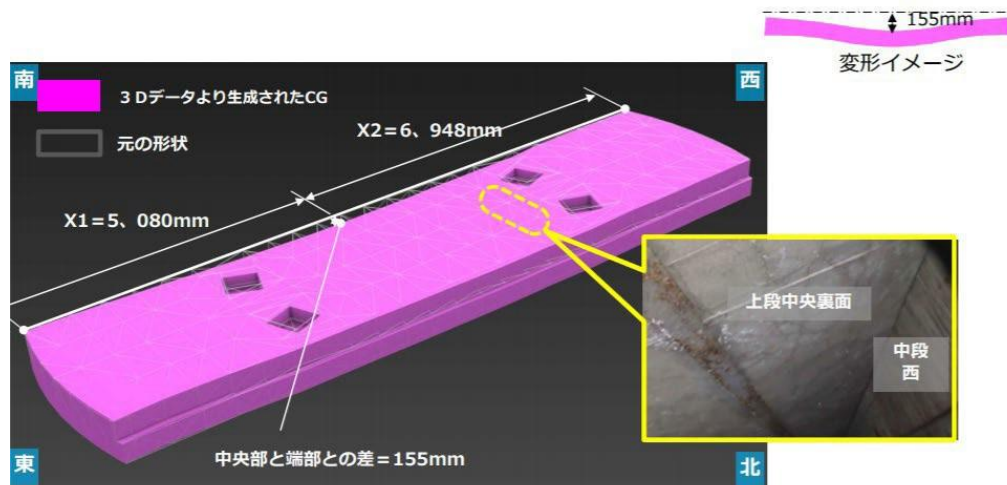 155mm
変形イメージ
南
西
３Dデータより生成されたCG
元の形状
X2＝6、948mm
X1＝5、080mm
上段中央裏面
中段
西
中央部と端部との差＝155mm
東
北